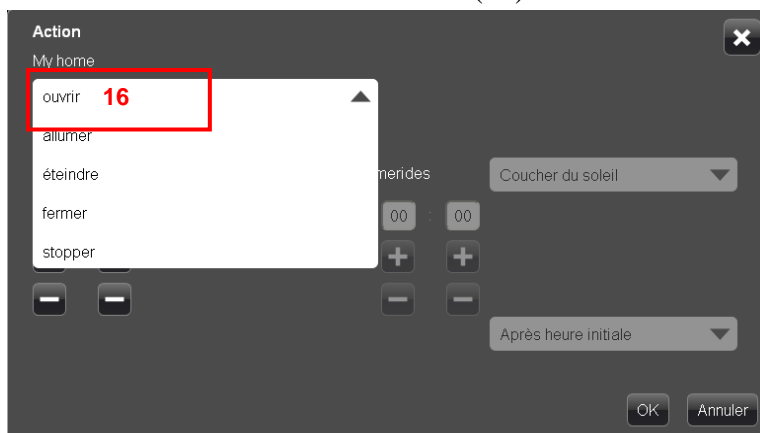 Action
My home
ouvrir 16
allumer
éteindre
merides Coucher du soleil
fermer
00 : 00
stopper
Après heure initiale
OK Annuler